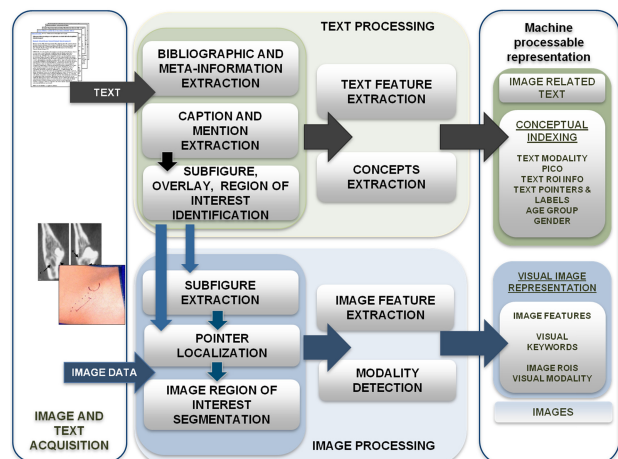 TEXT PROCESSING
Machine
processable
representation
BIBLIOGRAPHIC AND
META-INFORMATION
EXTRACTION
TEXT
CAPTION AND
MENTION
EXTRACTION
SUBFIGURE,
OVERLAY, REGION OF
INTEREST
IDENTIFICATION
TEXT FEATURE
EXTRACTION
CONCEPTS
EXTRACTION
IMAGE RELATED
TEXT
CONCEPTUAL
INDEXING
TEXT MODALITY
PICO
TEXT ROI INFO
TEXT POINTERS &
LABELS
AGE GROUP
GENDER
SUBFIGURE
EXTRACTION
POINTER
LOCALIZATION
IMAGE DATA
IMAGE REGION OF
INTEREST
SEGMENTATION
IMAGE FEATURE
EXTRACTION
MODALITY
DETECTION
VISUAL IMAGE
REPRESENTATION
IMAGE FEATURES
VISUAL
KEYWORDS
IMAGE ROIS
VISUAL MODALITY
IMAGES
IMAGE AND
TEXT
ACQUISITION
IMAGE PROCESSING